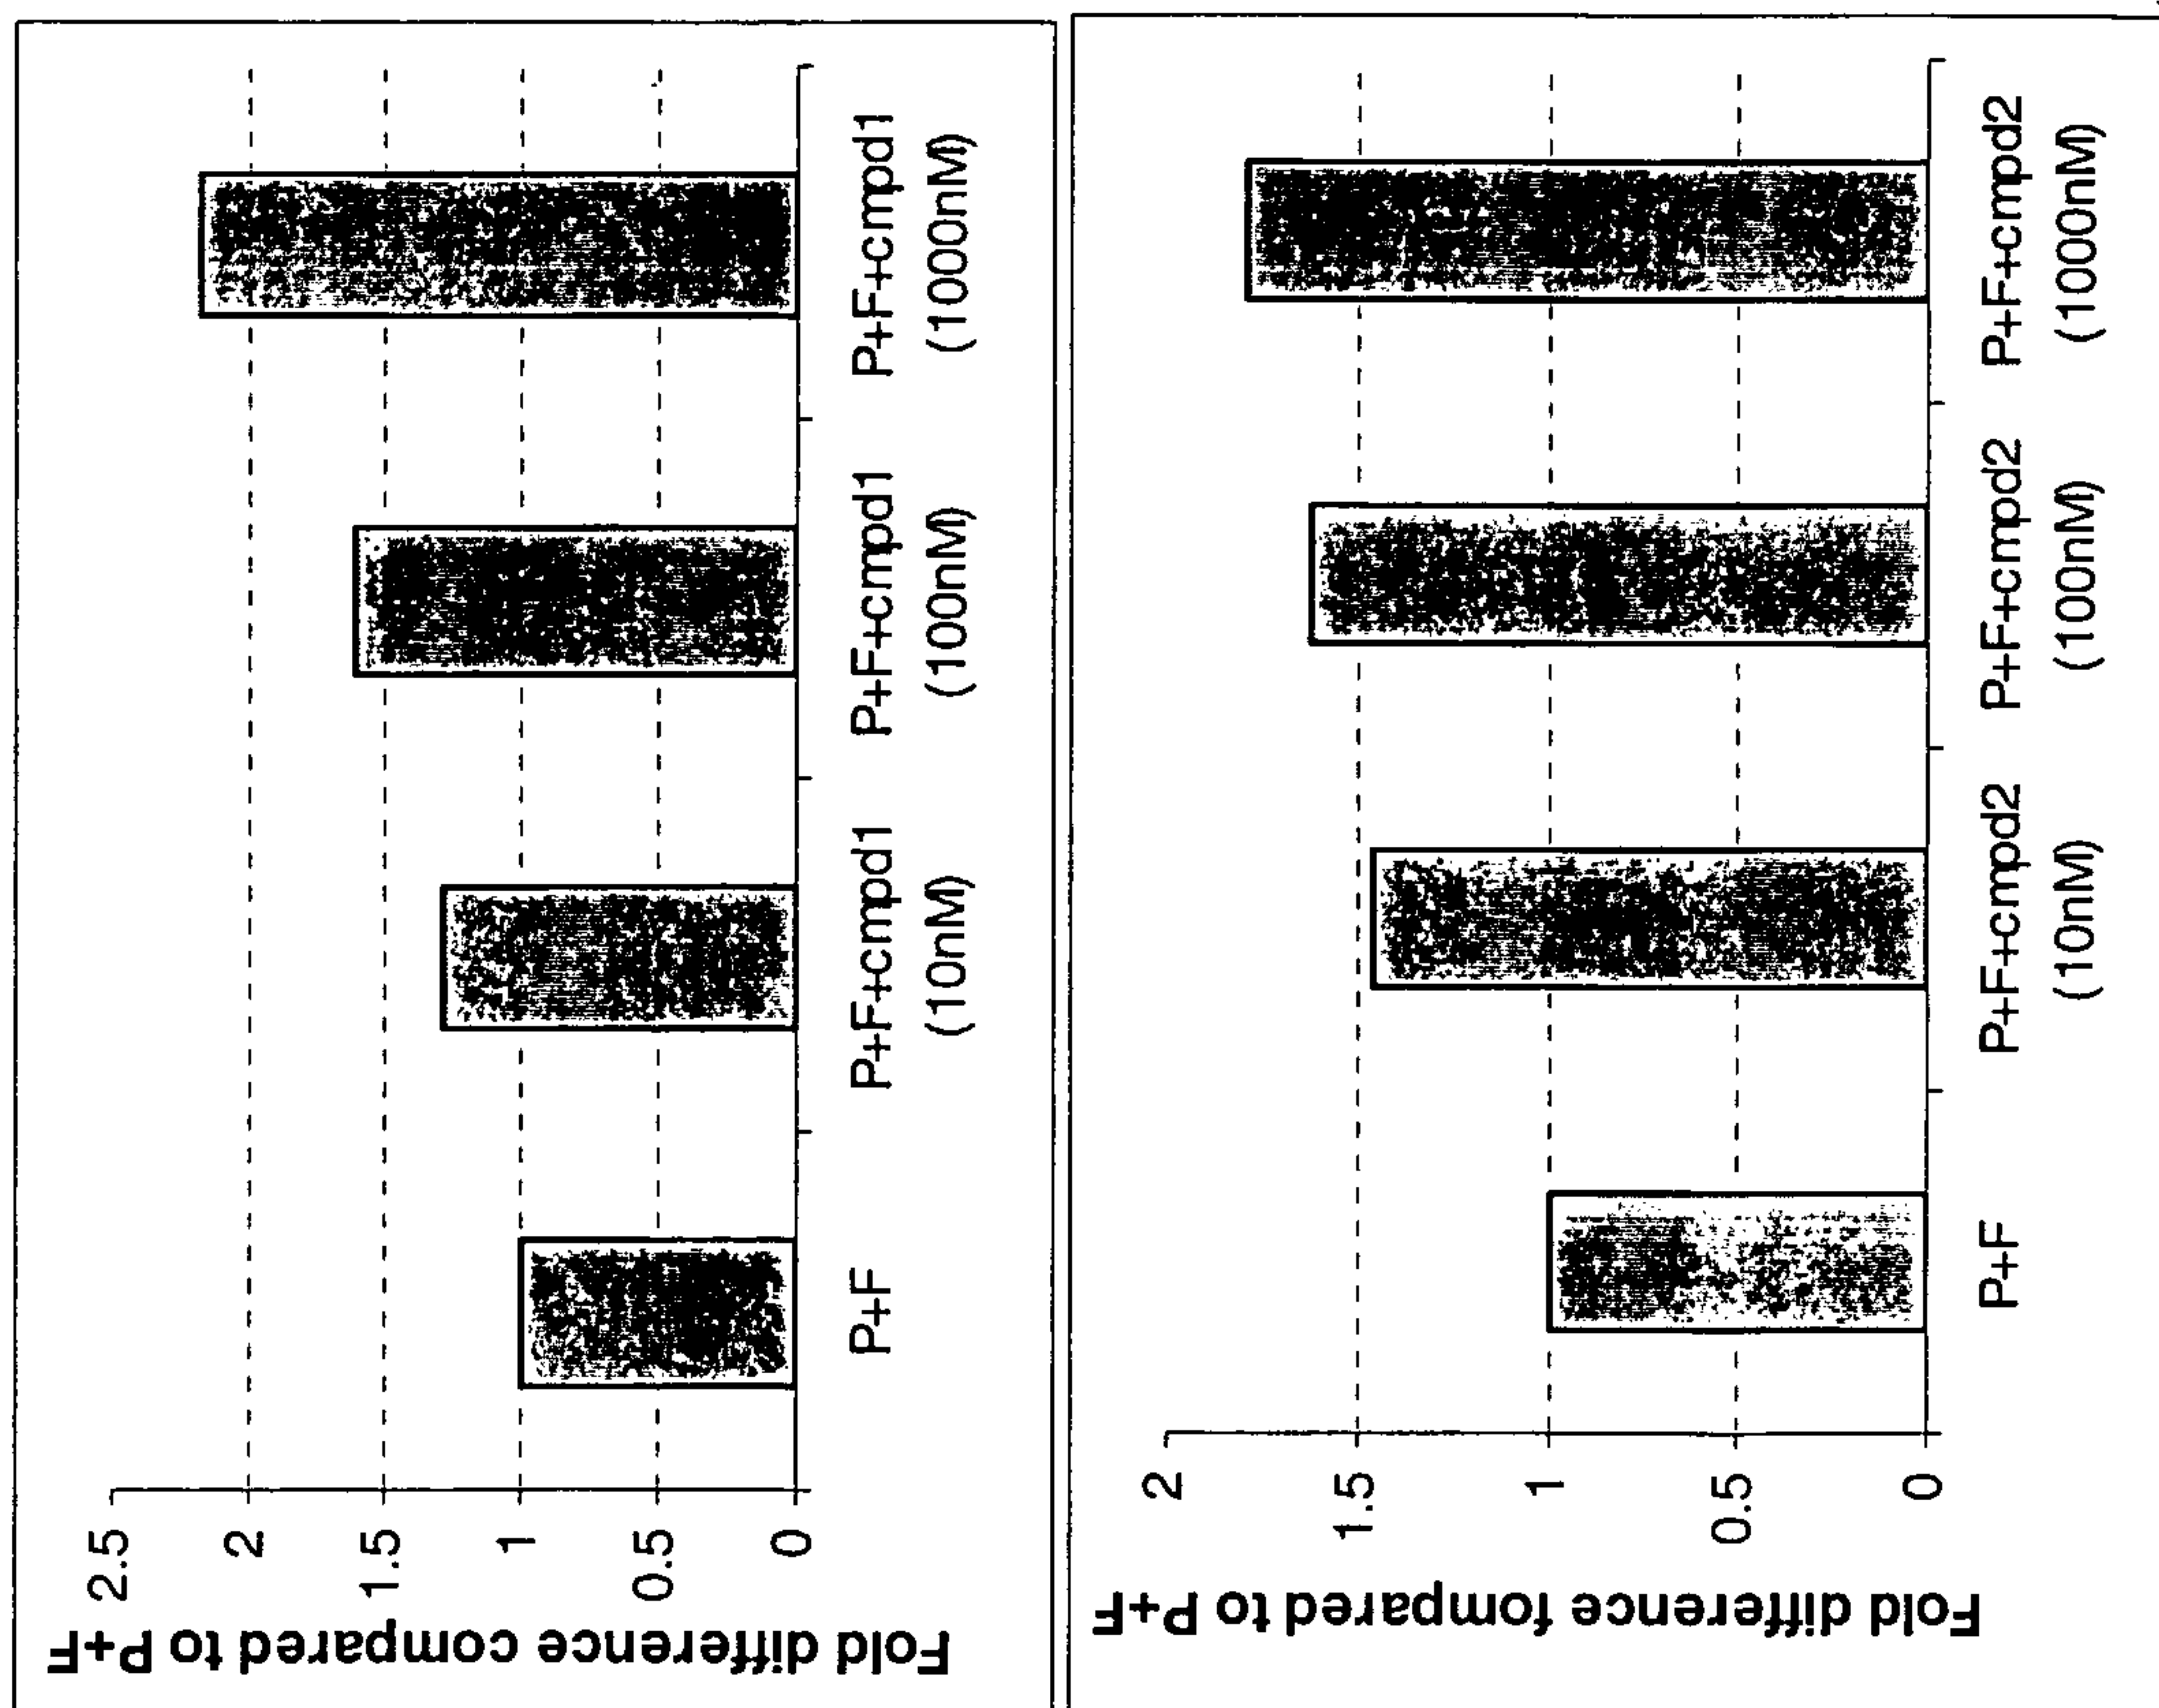 Fold difference compared to P+F
2.5
2
1.5
1
0.5
0
P+F
P+F+cmpd1
(10nM)
P+F+cmpd1
(100nM)
P+F+cmpd1
(1000nM)
Fold difference fompared to P+F
2
1.5
1
0.5
0
P+F
P+F+cmpd2
(10nM)
P+F+cmpd2
(100nM)
P+F+cmpd2
(1000nM)